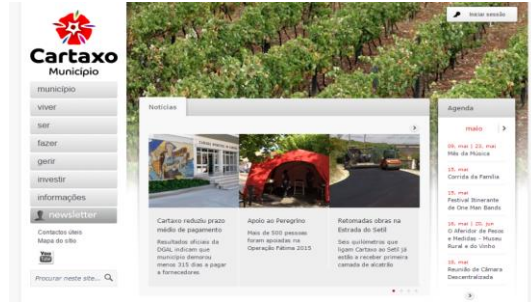 Iniciar sessão
Cartaxo
Município
município
viver
ser
fazer
gerir
investir
informações
newsletter
Contactos úteis
Mapa do sítio
You
Procurar neste site...
Notícias
Cartaxo reduziu prazo
médio de pagamento
Resultados oficiais da
DGAL indicam que
município demorou
menos 315 dias a pagar
a fornecedores
Apoio ao Peregrino
Mais de 500 pessoas
foram apoiadas na
Operação Fátima 2015
Retomadas obras na
Estrada do Setil
Seis quilómetros que
ligam Cartaxo ao Setil já
estão a receber primeira
camada de alcatrão
Agenda
maio
09, mai | 23, mai
Mês da Música
15, mai
Corrida da Família
15, mai
Festival Itinerante
de One Man Bands
16, mai | 20, jun
O Aferidor de Pesos
e Medidas - Museu
Rural e do Vinho
18, mai
Reunião de Câmara
Descentralizada